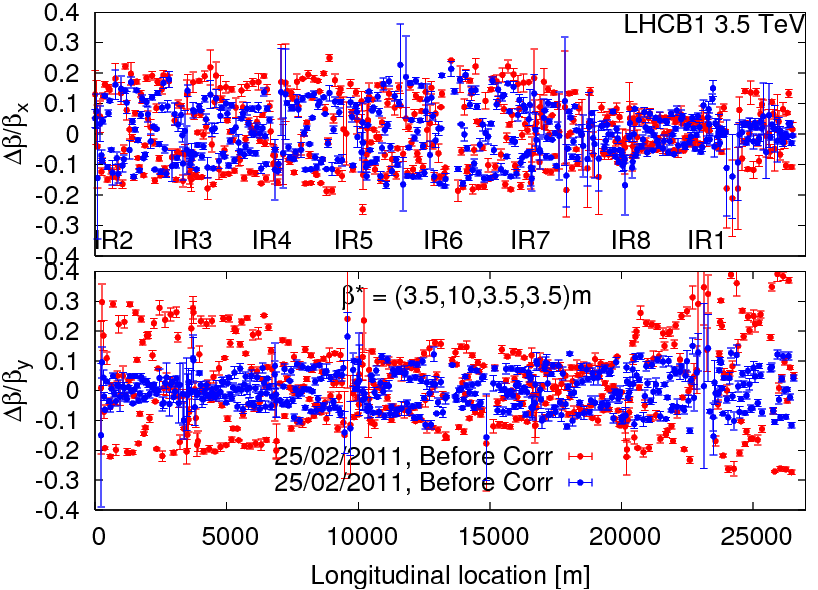 LHCB1 3.5 TeV
0.4
0.3
0.2
0.1
0
-0.1
-0.2
-0.3
-0.4
Δβ/βx
IR2 IR3 IR4 IR5 IR6 IR7 IR8 IR1
β* = (3.5,10,3.5,3.5)m
0.4
0.3
0.2
0.1
0
-0.1
-0.2
-0.3
-0.4
Δβ/βy
25/02/2011, Before Corr
25/02/2011, Before Corr
0 5000 10000 15000 20000 25000
Longitudinal location [m]